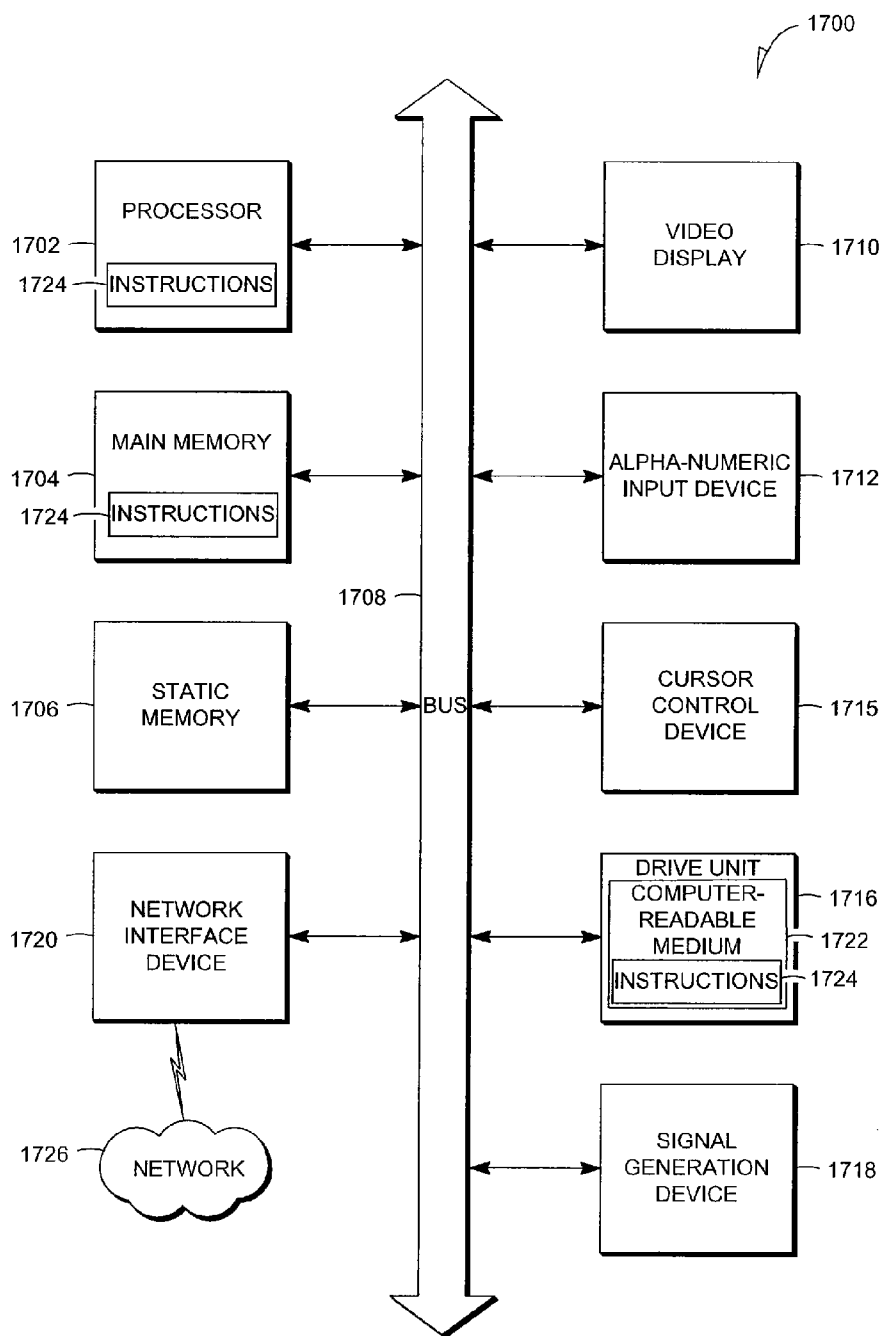 1700
PROCESSOR
1702
1724
INSTRUCTIONS
VIDEO
DISPLAY
1710
MAIN MEMORY
1704
1724
INSTRUCTIONS
ALPHA-NUMERIC
INPUT DEVICE
1712
1708
STATIC
MEMORY
1706
BUS
CURSOR
CONTROL
DEVICE
1715
NETWORK
INTERFACE
DEVICE
1720
DRIVE UNIT
COMPUTER-
READABLE
MEDIUM
1716
1722
INSTRUCTIONS
1724
1726
NETWORK
SIGNAL
GENERATION
DEVICE
1718